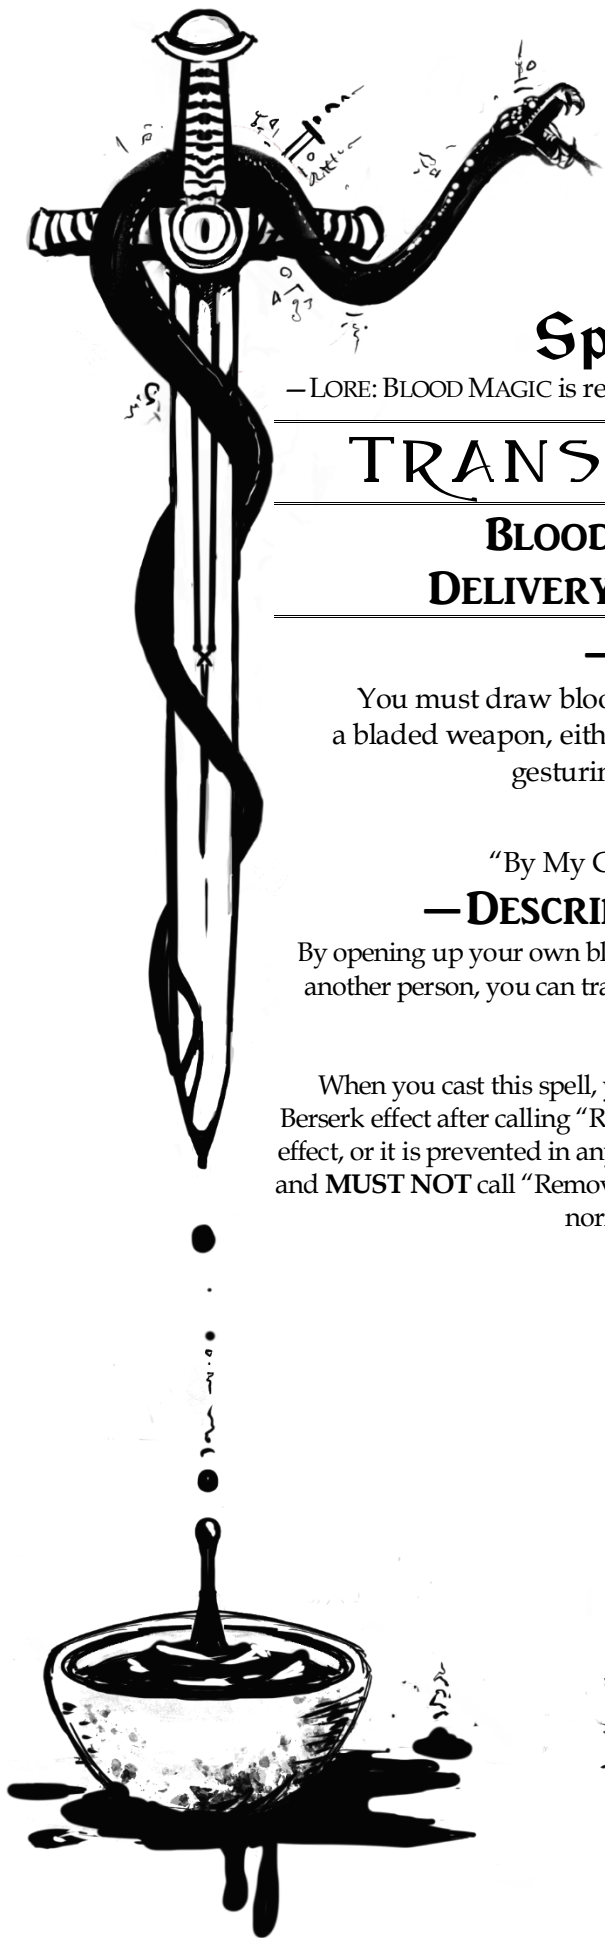 Sp
—LORE: BLOOD MAGIC is re
TRANS
BLOOD
DELIVERY
—
You must draw bloo
a bladed weapon, eith
gesturin
“By My
—DESCRI
By opening up your own bl
another person, you can tra
When you cast this spell, y
Berserk effect after calling “R
effect, or it is prevented in any
and MUST NOT call “Remov
nor